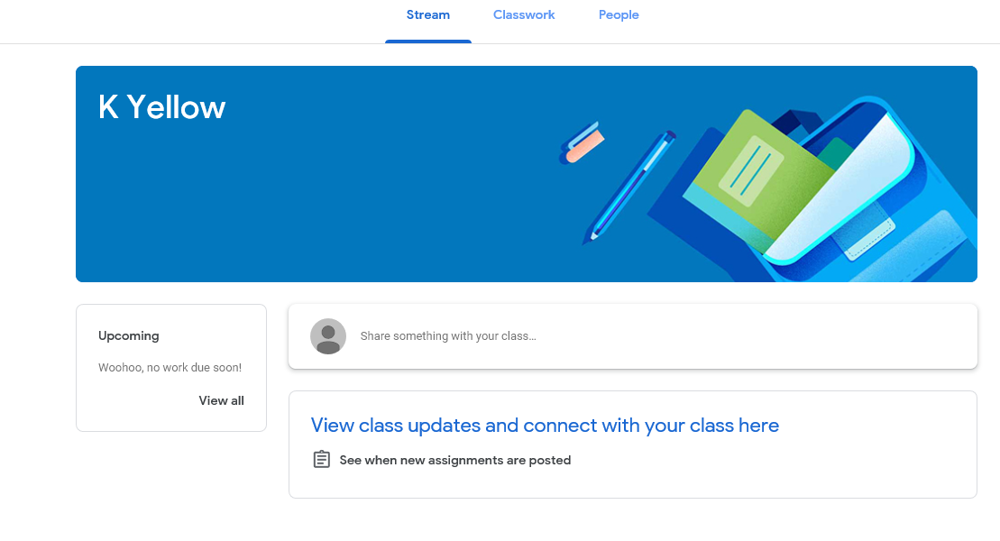 Stream Classwork People
K Yellow
Upcoming
Woohoo, no work due soon!
View all
Share something with your class...
View class updates and connect with your class here
See when new assignments are posted